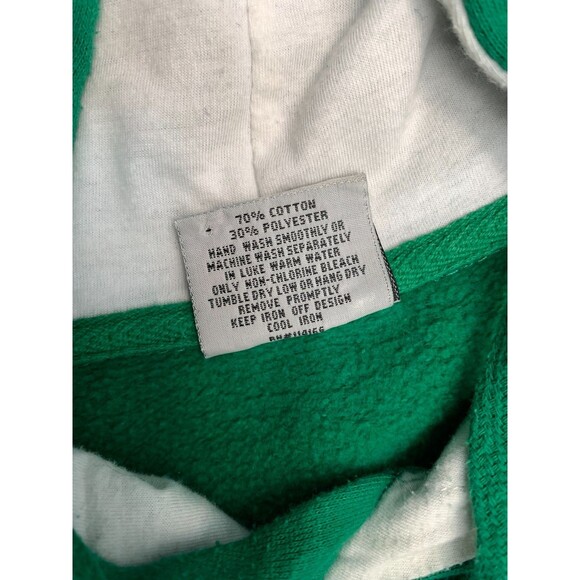 70% COTTON
30% POLYESTER
HAND WASH SMOOTHLY OR
MACHINE WASH SEPARATELY
IN LUKE WARM WATER
ONLY NON-CHLORINE BLEACH
TUMBLE DRY LOW OR HANG DRY
REMOVE PROMPTLY
KEEP IRON OFF DESIGN
COOL IRON